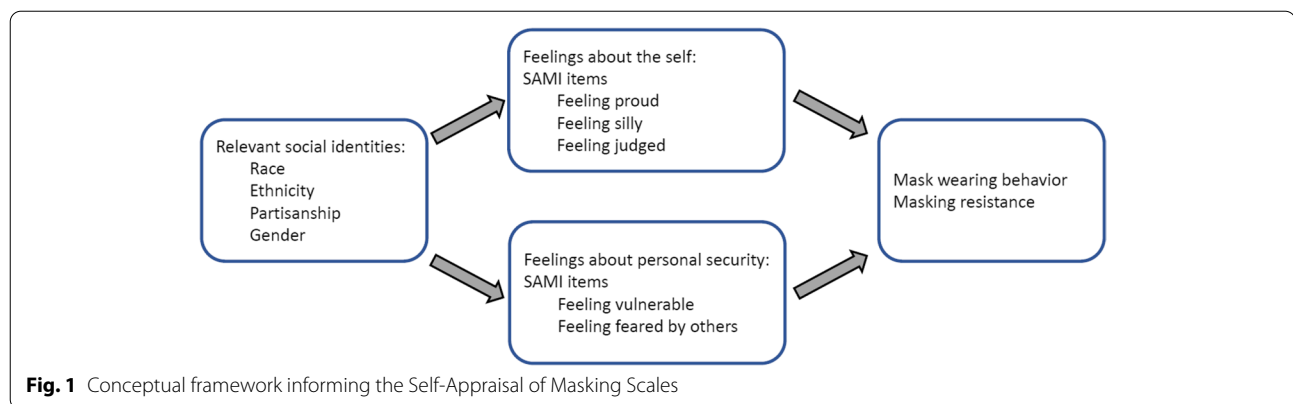 Relevant social identities:
Race
Ethnicity
Partisanship
Gender
Feelings about the self:
SAMI items
Feeling proud
Feeling silly
Feeling judged
Feelings about personal security:
SAMI items
Feeling vulnerable
Feeling feared by others
Mask wearing behavior
Masking resistance
Fig. 1 Conceptual framework informing the Self-Appraisal of Masking Scales